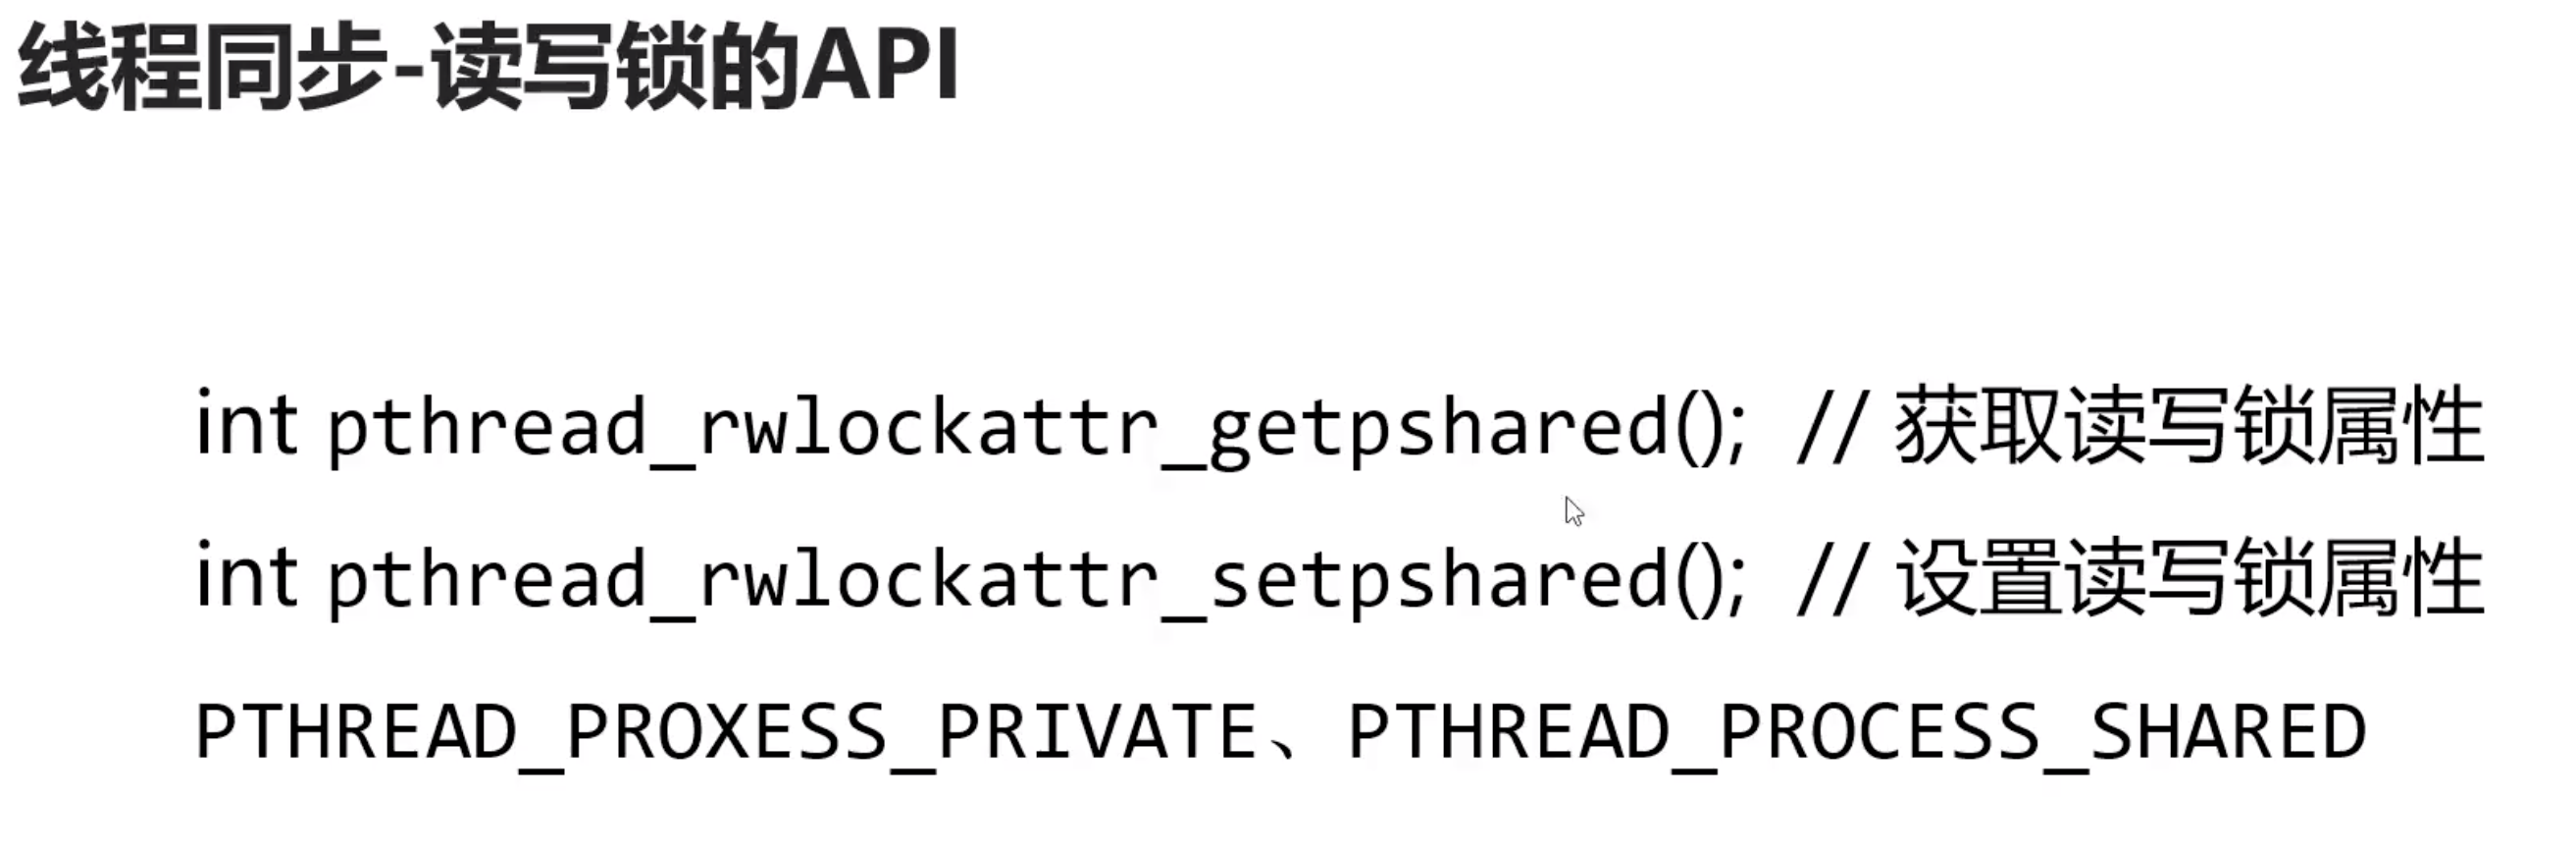 线程同步-读写锁的API
int pthread_rwlockattr_getpshared(); // 获取读写锁属性
int pthread_rwlockattr_setpshared(); // 设置读写锁属性
PTHREAD_PROXESS_PRIVATE、PTHREAD_PROCESS_SHARED